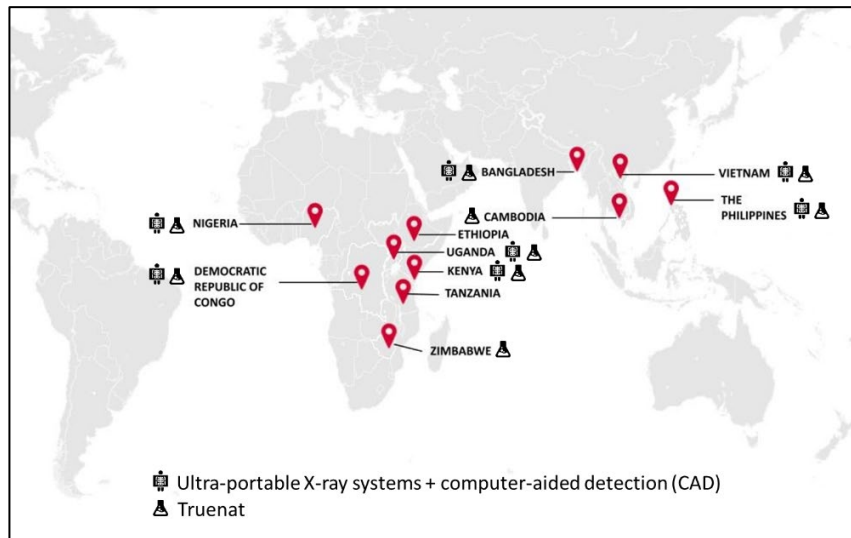 BANGLADESH
VIETNAM
THE
PHILIPPINES
NIGERIA
CAMBODIA
ETHIOPIA
UGANDA
KENYA
DEMOCRATIC
REPUBLIC OF
CONGO
TANZANIA
ZIMBABWE
Ultra-portable X-ray systems + computer-aided detection (CAD)
Truenat